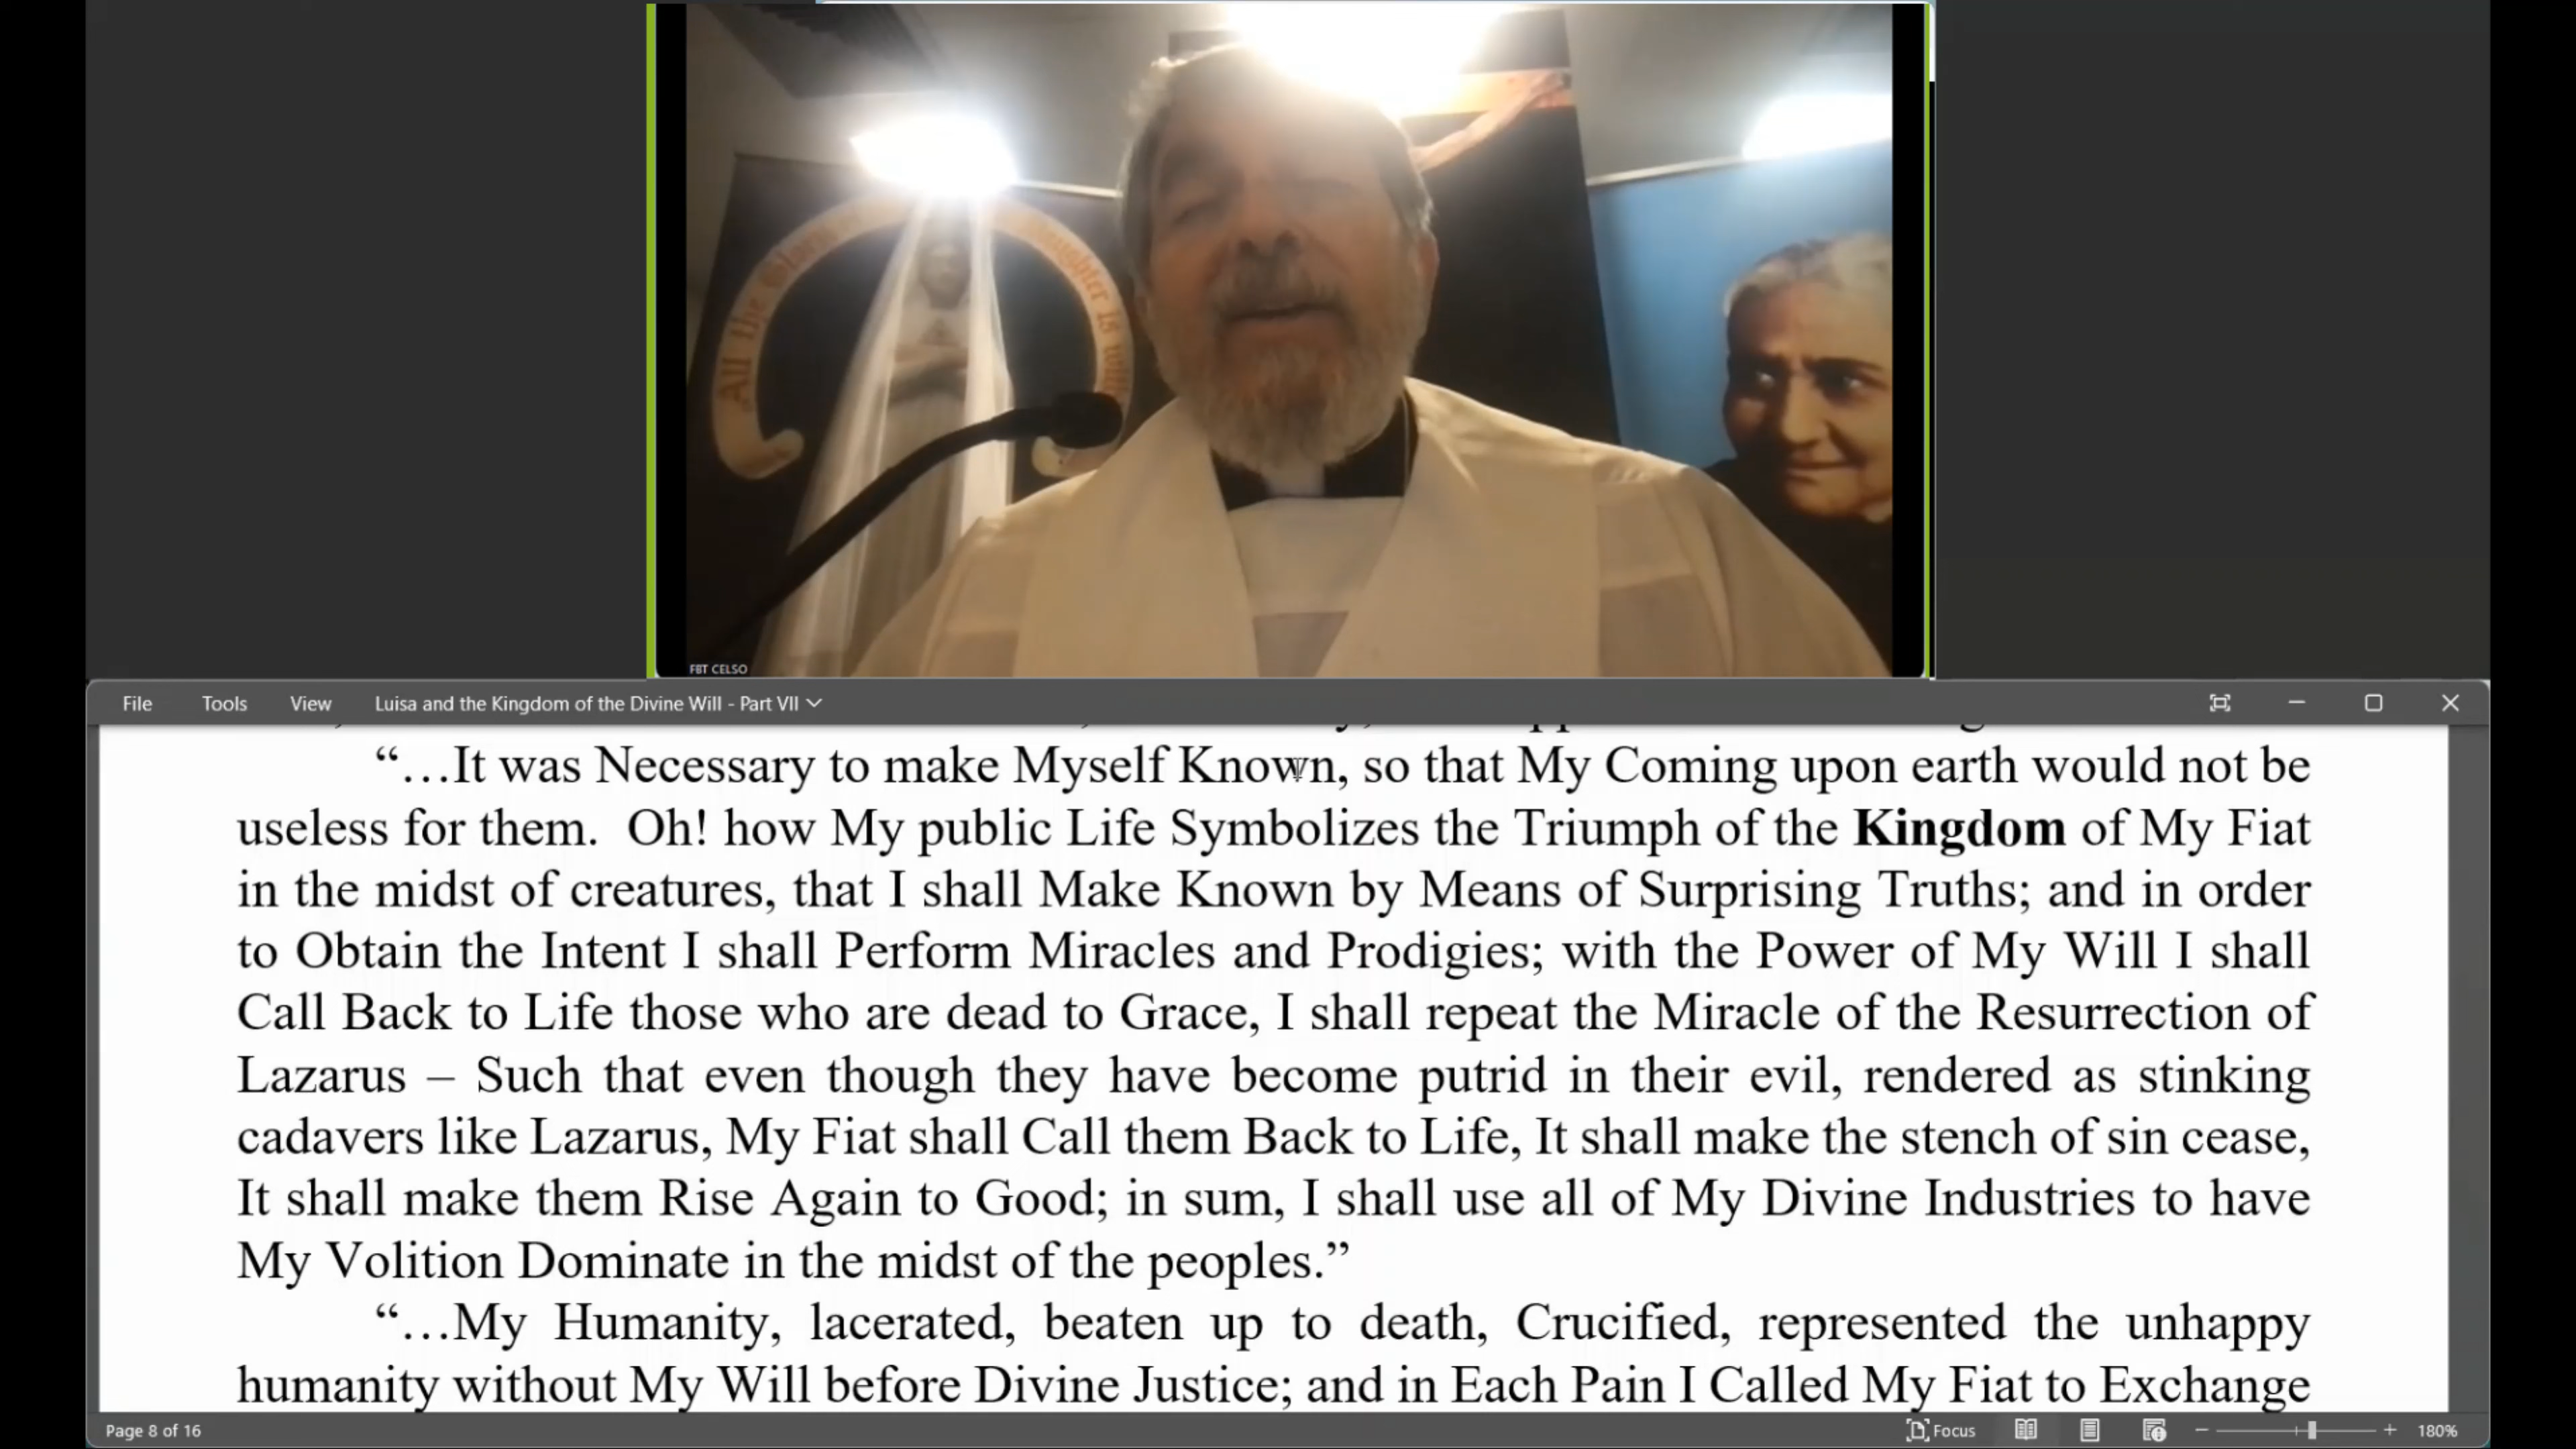 All the Glory
Daughter is with
FBT CELSO
File Tools View Luisa and the Kingdom of the Divine Will - Part VII
“…It was Necessary to make Myself Known, so that My Coming upon earth would not be
useless for them. Oh! how My public Life Symbolizes the Triumph of the Kingdom of My Fiat
in the midst of creatures, that I shall Make Known by Means of Surprising Truths; and in order
to Obtain the Intent I shall Perform Miracles and Prodigies; with the Power of My Will I shall
Call Back to Life those who are dead to Grace, I shall repeat the Miracle of the Resurrection of
Lazarus – Such that even though they have become putrid in their evil, rendered as stinking
cadavers like Lazarus, My Fiat shall Call them Back to Life, It shall make the stench of sin cease,
It shall make them Rise Again to Good; in sum, I shall use all of My Divine Industries to have
My Volition Dominate in the midst of the peoples.”
“…My Humanity, lacerated, beaten up to death, Crucified, represented the unhappy
humanity without My Will before Divine Justice; and in Each Pain I Called My Fiat to Exchange
Page 8 of 16 Focus 180%